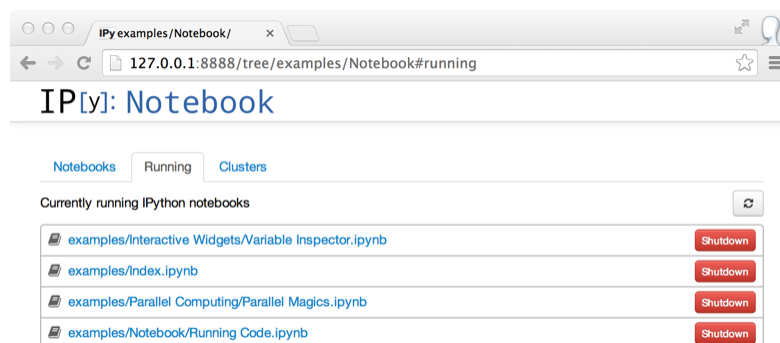 IPy examples/Notebook/
127.0.0.1:8888/tree/examples/Notebook#running
IP[y]: Notebook
Notebooks Running Clusters
Currently running IPython notebooks
examples/Interactive Widgets/Variable Inspector.ipynb Shutdown
examples/Index.ipynb Shutdown
examples/Parallel Computing/Parallel Magics.ipynb Shutdown
examples/Notebook/Running Code.ipynb Shutdown